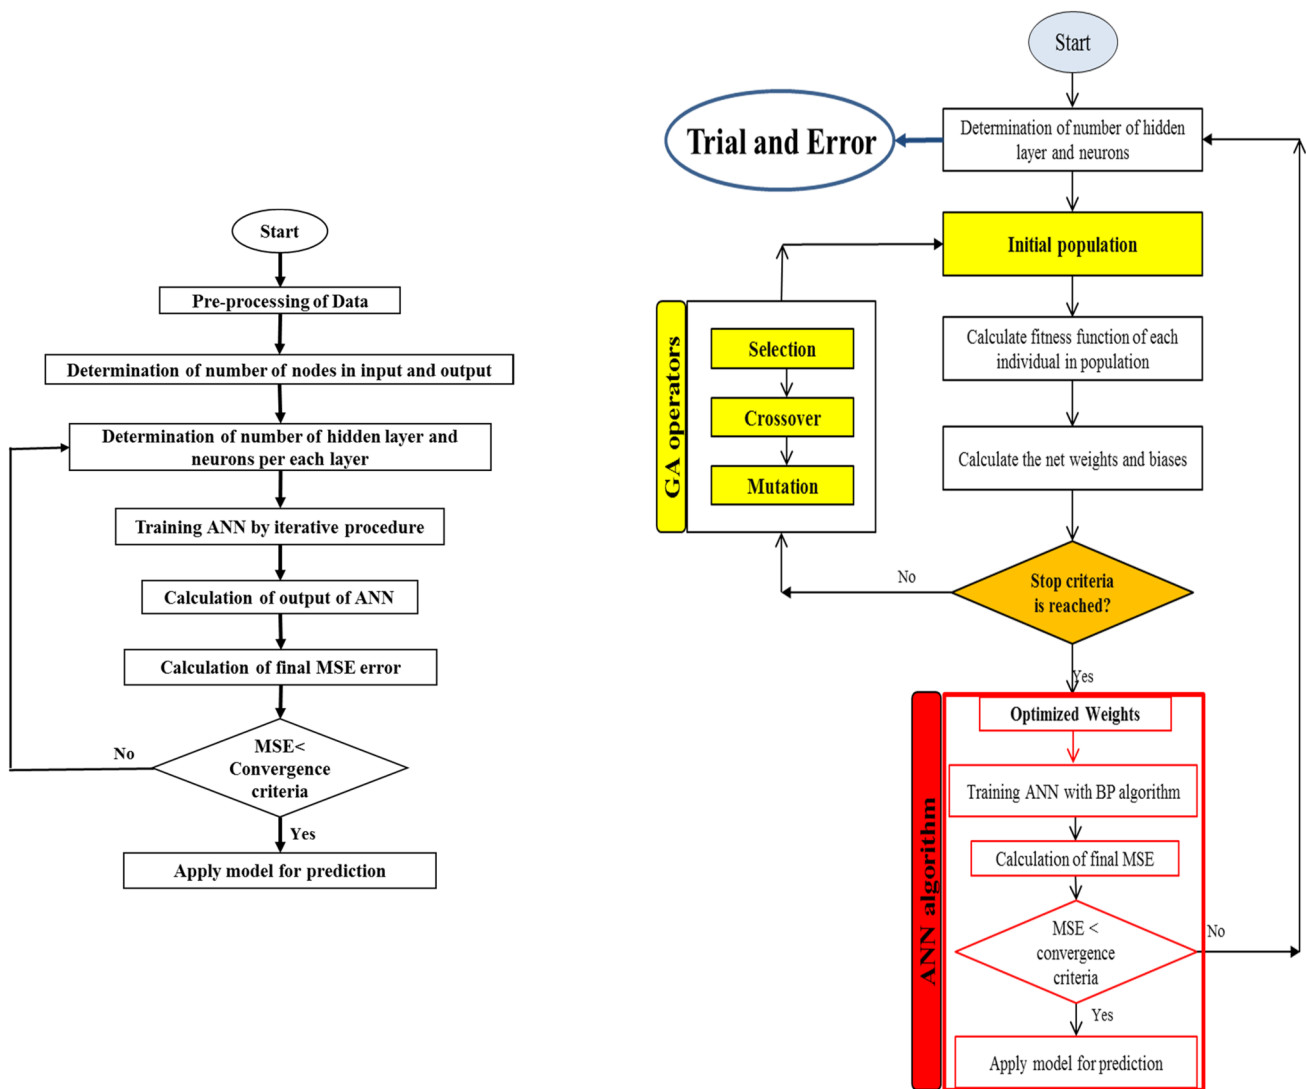 Start
Pre-processing of Data
Determination of number of nodes in input and output
Determination of number of hidden layer and
neurons per each layer
Training ANN by iterative procedure
Calculation of output of ANN
Calculation of final MSE error
MSE<
Convergence
criteria
No
Yes
Apply model for prediction
Start
Trial and Error
Determination of number of hidden
layer and neurons
Initial population
Calculate fitness function of each
individual in population
Calculate the net weights and biases
GA operators
Selection
Crossover
Mutation
No
Stop criteria
is reached?
Yes
ANN algorithm
Optimized Weights
Training ANN with BP algorithm
Calculation of final MSE
MSE <
convergence
criteria
No
Yes
Apply model for prediction